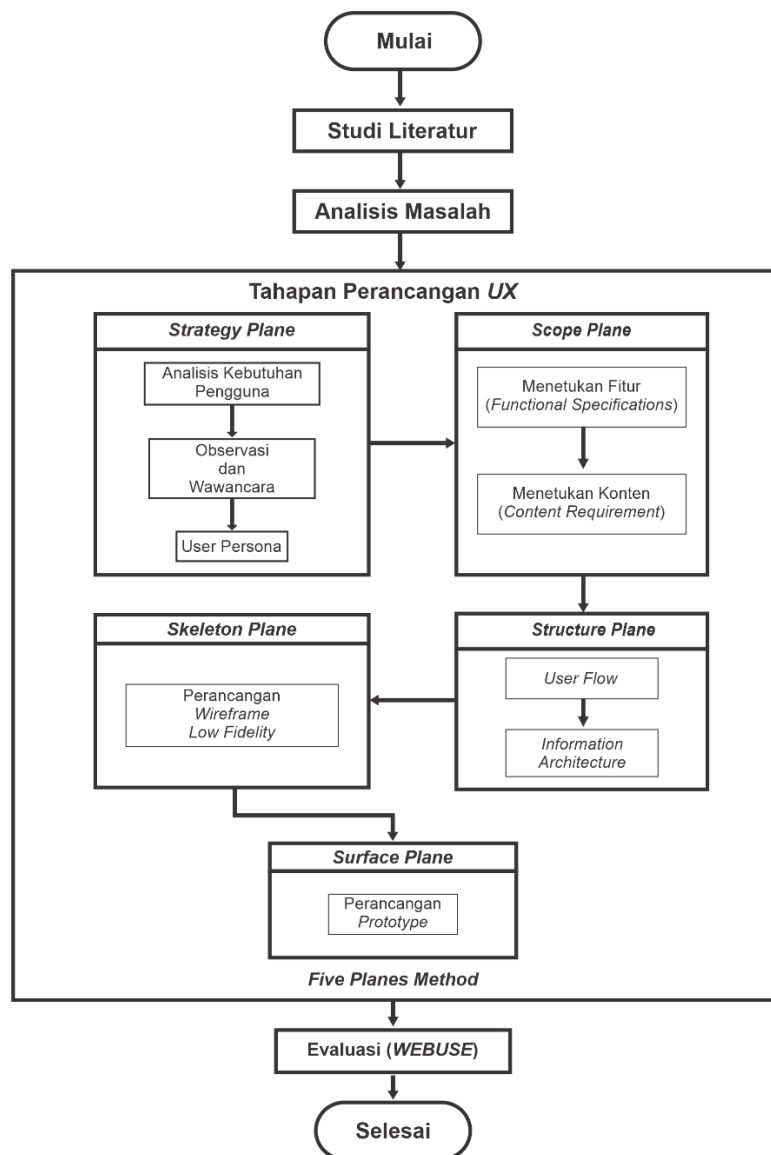 Mulai
Studi Literatur
Analisis Masalah
Tahapan Perancangan UX
Strategy Plane
Analisis Kebutuhan
Pengguna
Observasi
dan
Wawancara
User Persona
Scope Plane
Menetukan Fitur
(Functional Specifications)
Menetukan Konten
(Content Requirement)
Structure Plane
User Flow
Information
Architecture
Skeleton Plane
Perancangan
Wireframe
Low Fidelity
Surface Plane
Perancangan
Prototype
Five Planes Method
Evaluasi (WEBUSE)
Selesai